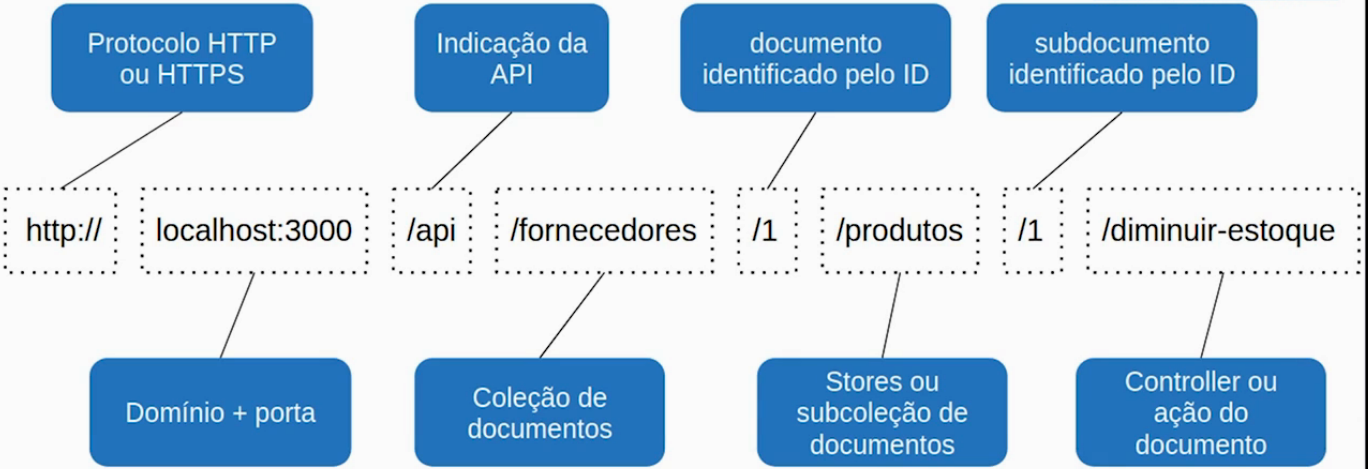 Protocolo HTTP
ou HTTPS
Indicação da
API
documento
identificado pelo ID
subdocumento
identificado pelo ID
http:// localhost:3000 /api /fornecedores /1 /produtos /1 /diminuir-estoque
Domínio + porta
Coleção de
documentos
Stores ou
subcoleção de
documentos
Controller ou
ação do
documento